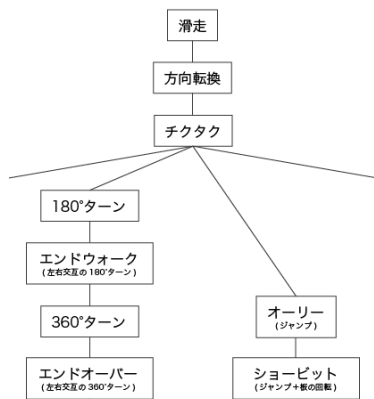 滑走
方向転換
チクタク
180°ターン
エンドウォーク
(左右交互の180°ターン)
360°ターン
エンドオーバー
(左右交互の360°ターン)
オーリー
(ジャンプ)
ショービット
(ジャンプ+板の回転)